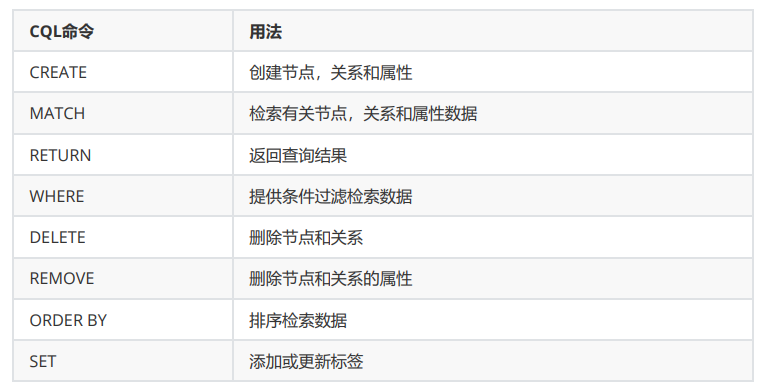 CQL命令 用法
CREATE 创建节点，关系和属性
MATCH 检索有关节点，关系和属性数据
RETURN 返回查询结果
WHERE 提供条件过滤检索数据
DELETE 删除节点和关系
REMOVE 删除节点和关系的属性
ORDER BY 排序检索数据
SET 添加或更新标签